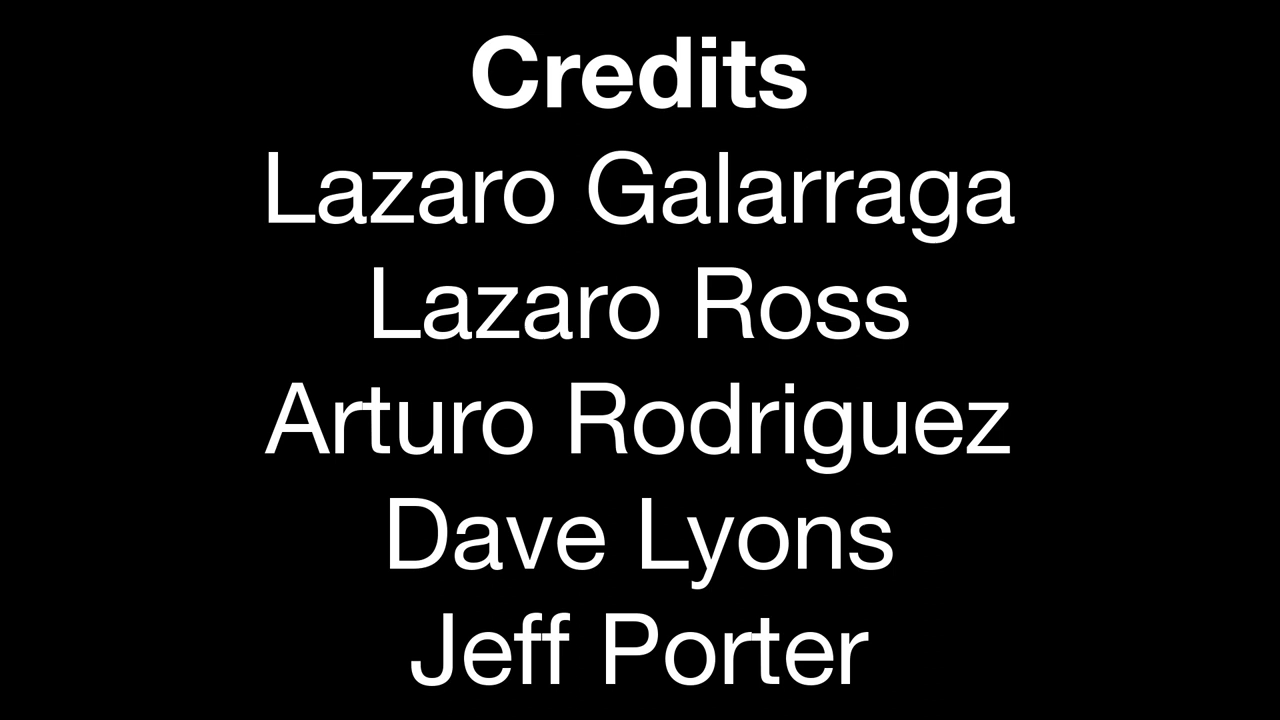 Credits
Lazaro Galarraga
Lazaro Ross
Arturo Rodriguez
Dave Lyons
Jeff Porter